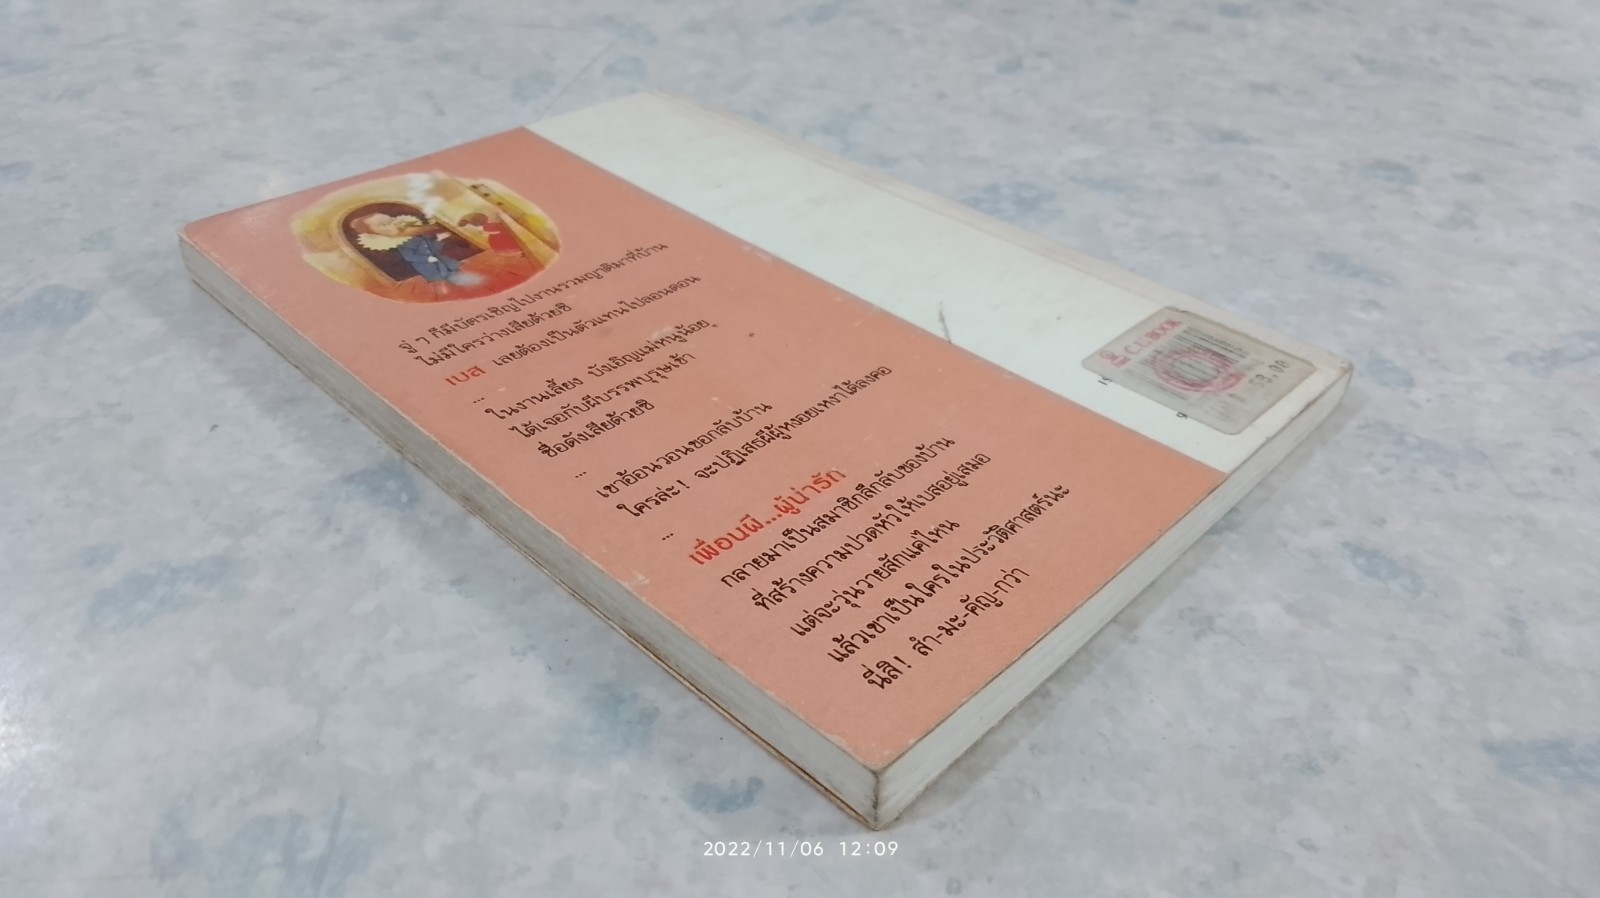 จู่ ๆ ก็มีบัตรเชิญไปงานรวมญาติมาที่บ้าน
ไม่มีใครว่างเสียด้วยซิ
เบส เลยต้องเป็นตัวแทนไปลอนดอน
...
ในงานเลี้ยง บังเอิญแม่หนูน้อย
ได้เจอกับผีบรรพบุรุษเข้า
ชื่อดังเสียด้วยซิ
...
เขาอ้อนวอนขอกลับบ้าน
ใครล่ะ! จะปฏิเสธผีผู้หงอยเหงาได้ลงคอ
...
เพื่อนผี...ผู้น่ารัก
กลายมาเป็นสมาชิกลึกลับของบ้าน
ที่สร้างความปวดหัวให้เบสอยู่เสมอ
แต่จะวุ่นวายสักแค่ไหน
แล้วเขาเป็นใครในประวัติศาสตร์นะ
นี่สิ! สำ-มะ-คัญ-กว่า
C.U.BOOK
2022/11/06 12:09